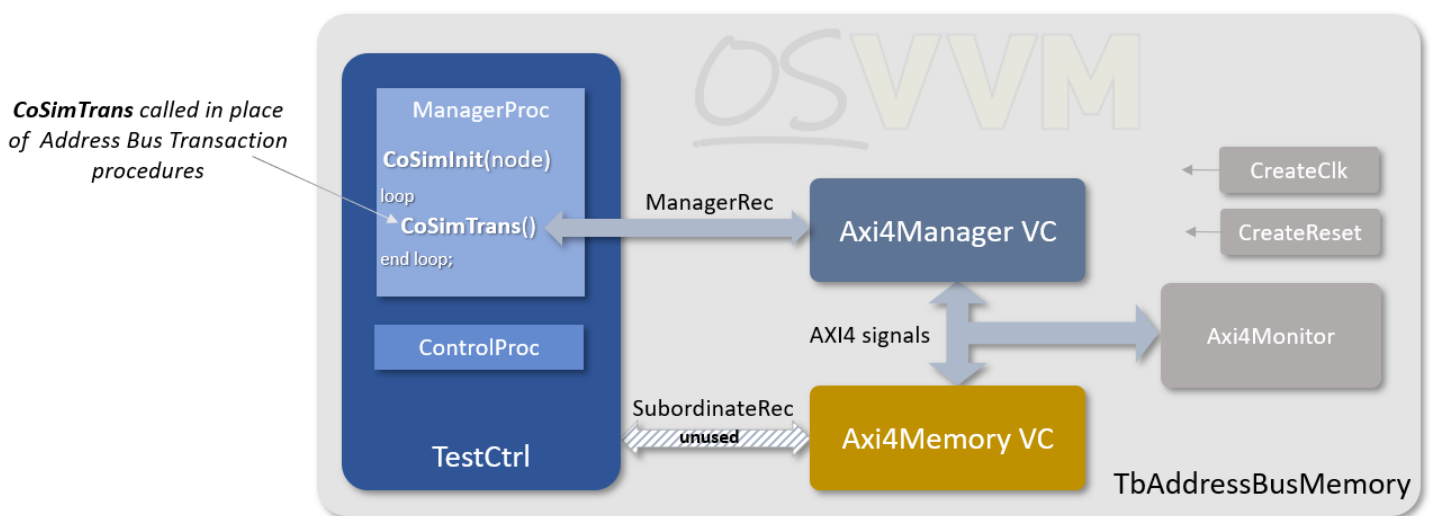 OSVVM
CoSimTrans called in place
of Address Bus Transaction
procedures
ManagerProc
CoSimInit(node)
loop
CoSimTrans()
end loop;
ControlProc
TestCtrl
ManagerRec
SubordinateRec
unused
Axi4Manager VC
AXI4 signals
Axi4Memory VC
CreateClk
CreateReset
Axi4Monitor
TbAddressBusMemory